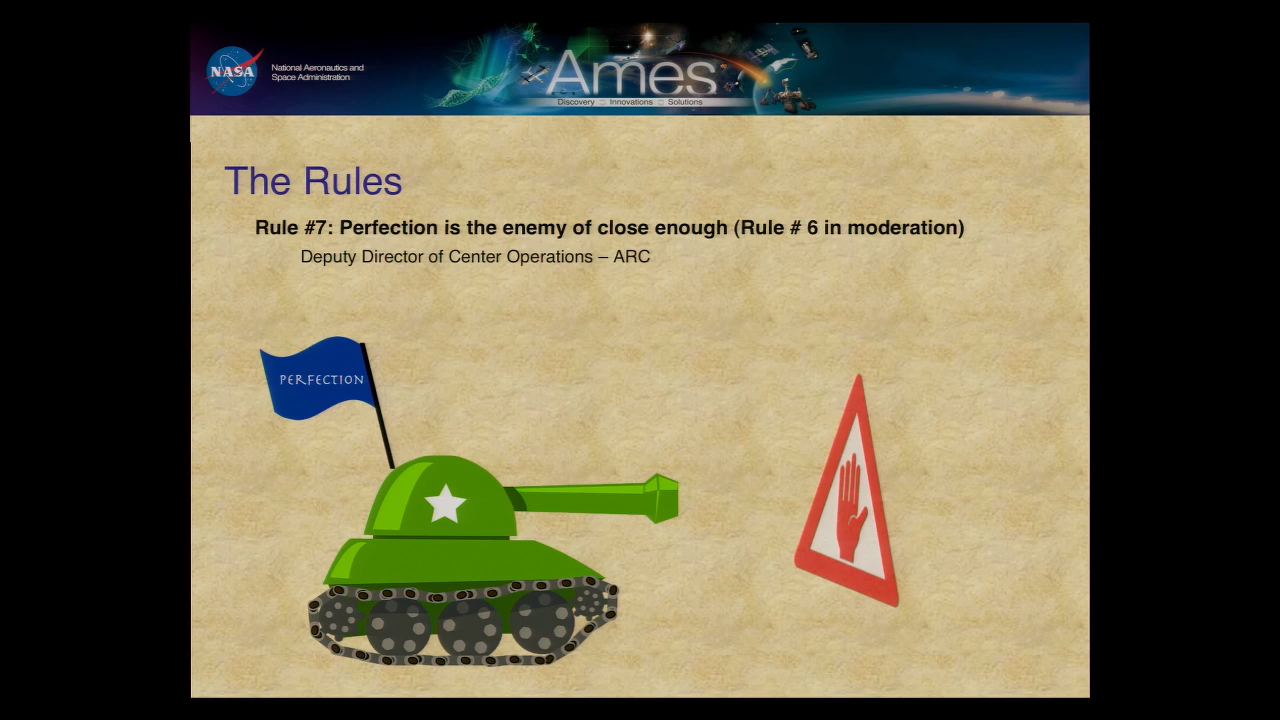 NASA
National Aeronautics and
Space Administration
Ames
Discovery :: Innovations :: Solutions
The Rules
Rule #7: Perfection is the enemy of close enough (Rule # 6 in moderation)
Deputy Director of Center Operations – ARC
PERFECTION